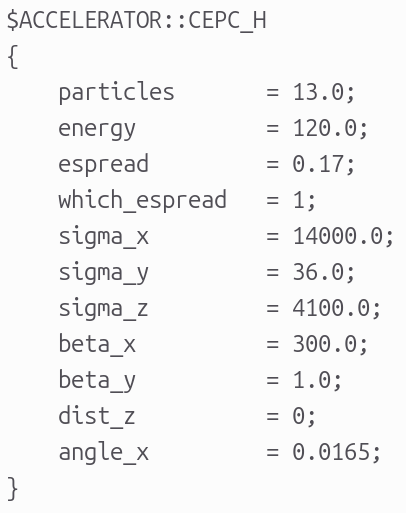 $ACCELERATOR::CEPC_H
{
    particles       = 13.0;
    energy          = 120.0;
    espread         = 0.17;
    which_espread   = 1;
    sigma_x         = 14000.0;
    sigma_y         = 36.0;
    sigma_z         = 4100.0;
    beta_x          = 300.0;
    beta_y          = 1.0;
    dist_z          = 0;
    angle_x         = 0.0165;
}